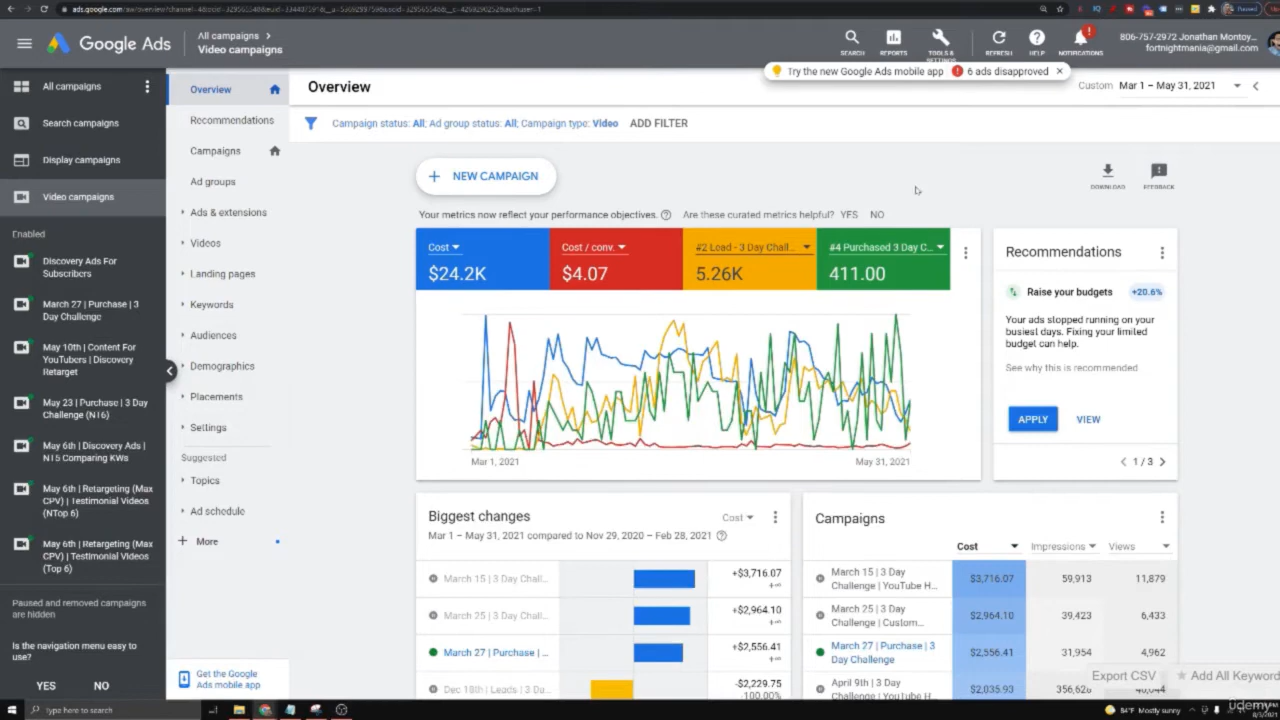 Paused
Google Ads
All campaigns >
Video campaigns
SEARCH
REPORTS
TOOLS &
SETTINGS
REFRESH
HELP
NOTIFICATIONS
806-757-2972 Jonathan Montoy...
fortnightmania@gmail.com
Try the new Google Ads mobile app
6 ads disapproved
All campaigns
Search campaigns
Display campaigns
Video campaigns
Enabled
Discovery Ads For
Subscribers
March 27 | Purchase | 3
Day Challenge
May 10th | Content For
YouTubers | Discovery
Retarget
May 23 | Purchase | 3 Day
Challenge (NT6)
May 6th | Discovery Ads |
NT5 Comparing KWs
May 6th | Retargeting (Max
CPV) | Testimonial Videos
(NTop 6)
May 6th | Retargeting (Max
CPV) | Testimonial Videos
(Top 6)
Paused and removed campaigns
are hidden
Is the navigation menu easy to
use?
YES NO
Overview
Recommendations
Campaigns
Ad groups
Ads & extensions
Videos
Landing pages
Keywords
Audiences
Demographics
Placements
Settings
Suggested
Topics
Ad schedule
+ More
Get the Google
Ads mobile app
Overview
Custom Mar 1 – May 31, 2021
Campaign status: All; Ad group status: All; Campaign type: Video ADD FILTER
+ NEW CAMPAIGN
DOWNLOAD
FEEDBACK
Your metrics now reflect your performance objectives. Are these curated metrics helpful? YES NO
Cost
$24.2K
Cost / conv.
$4.07
#2 Lead - 3 Day Chall...
5.26K
#4 Purchased 3 Day C...
411.00
Mar 1, 2021
May 31, 2021
Recommendations
Raise your budgets +20.6%
Your ads stopped running on your
busiest days. Fixing your limited
budget can help.
See why this is recommended
APPLY VIEW
1 / 3
Biggest changes
Cost
Mar 1 – May 31, 2021 compared to Nov 29, 2020 – Feb 28, 2021
March 15 | 3 Day Chall... +$3,716.07
March 25 | 3 Day Chall... +$2,964.10
March 27 | Purchase | ... +$2,556.41
Dec 18th | Leads | 3 Da... -$2,229.75
-100.00%
Campaigns
Cost Impressions Views
March 15 | 3 Day
Challenge | YouTube H...
$3,716.07 59,913 11,879
March 25 | 3 Day
Challenge | Custom...
$2,964.10 39,423 6,433
March 27 | Purchase | 3
Day Challenge
$2,556.41 31,954 4,962
April 9th | 3 Day
Challenge | YouTube H...
$2,035.93
Export CSV
Add All Keyword
Type here to search
84°F Mostly sunny
udemy